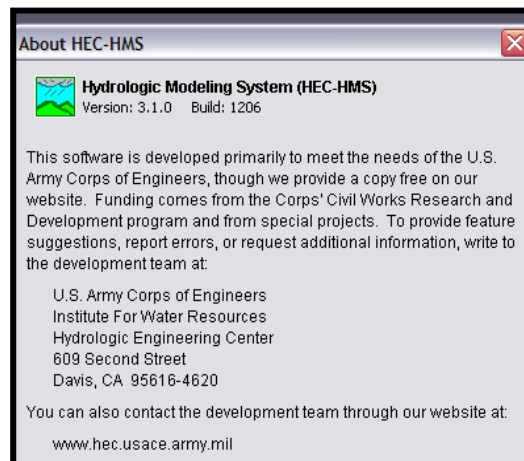 About HEC-HMS
Hydrologic Modeling System (HEC-HMS)
Version: 3.1.0 Build: 1206
This software is developed primarily to meet the needs of the U.S.
Army Corps of Engineers, though we provide a copy free on our
website. Funding comes from the Corps' Civil Works Research and
Development program and from special projects. To provide feature
suggestions, report errors, or request additional information, write to
the development team at:
U.S. Army Corps of Engineers
Institute For Water Resources
Hydrologic Engineering Center
609 Second Street
Davis, CA 95616-4620
You can also contact the development team through our website at:
www.hec.usace.army.mil